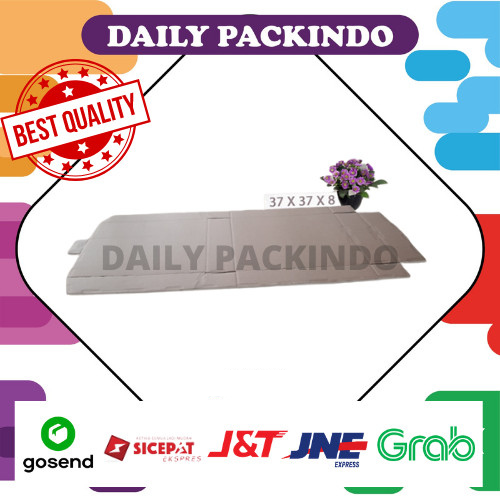 DAILY PACKINDO
BEST QUALITY
37 X 37 X 8
DAILY PACKINDO
gosend
SICEPAT
EKSPRES
J&T
JNE
EXPRESS
Grab